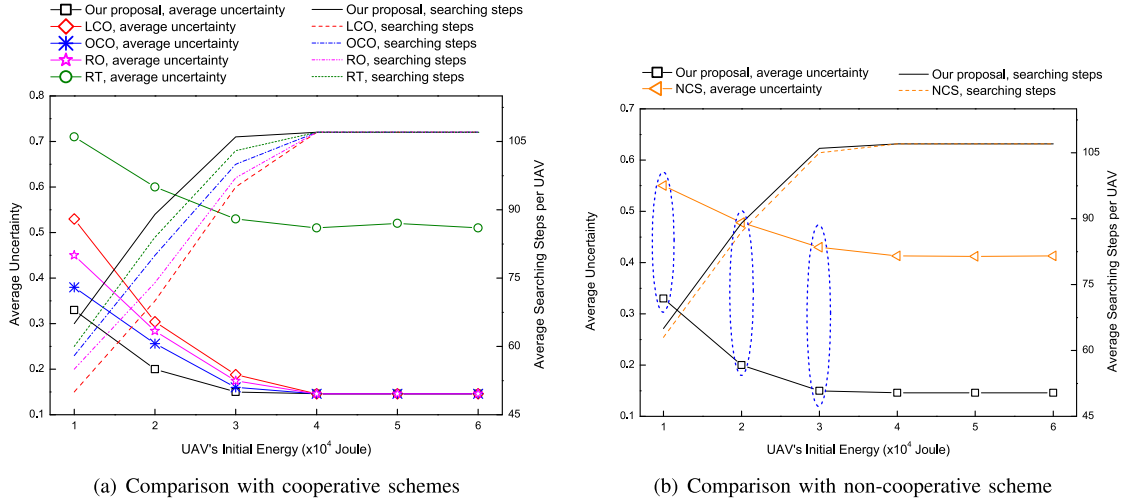 Our proposal, average uncertainty
LCO, average uncertainty
OCO, average uncertainty
RO, average uncertainty
RT, average uncertainty
Our proposal, searching steps
LCO, searching steps
OCO, searching steps
RO, searching steps
RT, searching steps
0.8
0.7
0.6
0.5
0.4
0.3
0.2
0.1
Average Uncertainty
105
90
75
60
45
Average Searching Steps per UAV
1 2 3 4 5 6
UAV's Initial Energy (x10⁴ Joule)
(a) Comparison with cooperative schemes
Our proposal, average uncertainty
NCS, average uncertainty
Our proposal, searching steps
NCS, searching steps
0.7
0.6
0.5
0.4
0.3
0.2
0.1
Average Uncertainty
105
90
75
60
45
Average Searching Steps per UAV
1 2 3 4 5 6
UAV's Initial Energy (x10⁴ Joule)
(b) Comparison with non-cooperative scheme